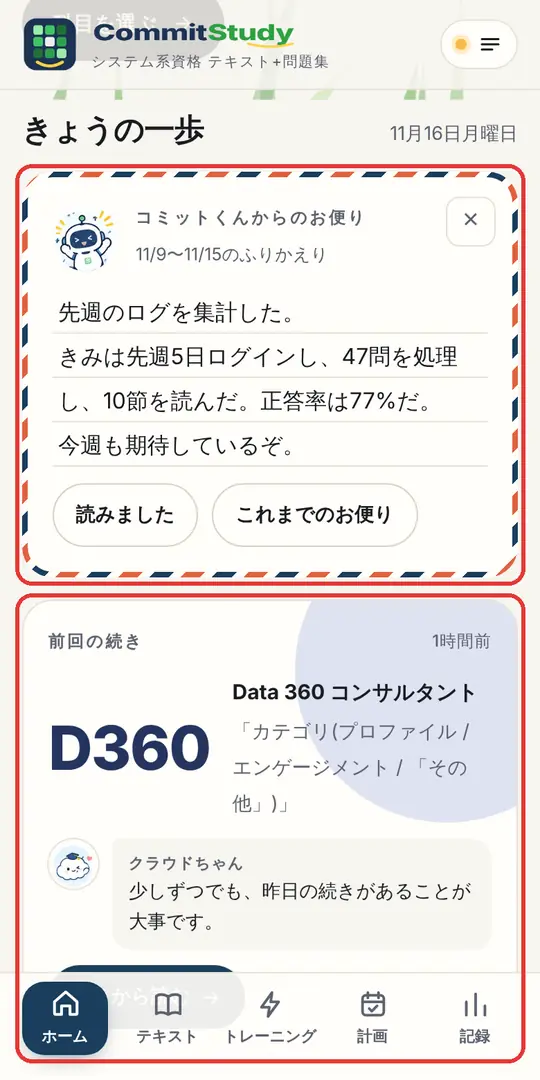 科目を選ぶ →
CommitStudy
システム系資格 テキスト+問題集
きょうの一歩
11月16日月曜日
コミットくんからのお便り
11/9〜11/15のふりかえり
先週のログを集計した。
きみは先週5日ログインし、47問を処理
し、10節を読んだ。正答率は77%だ。
今週も期待しているぞ。
読みました
これまでのお便り
前回の続き
1時間前
Data 360 コンサルタント
D360
「カテゴリ(プロファイル /
エンゲージメント / 「その
他」)」
クラウドちゃん
少しずつでも、昨日の続きがあることが
大事です。
から読む →
ホーム
テキスト
トレーニング
計画
記録